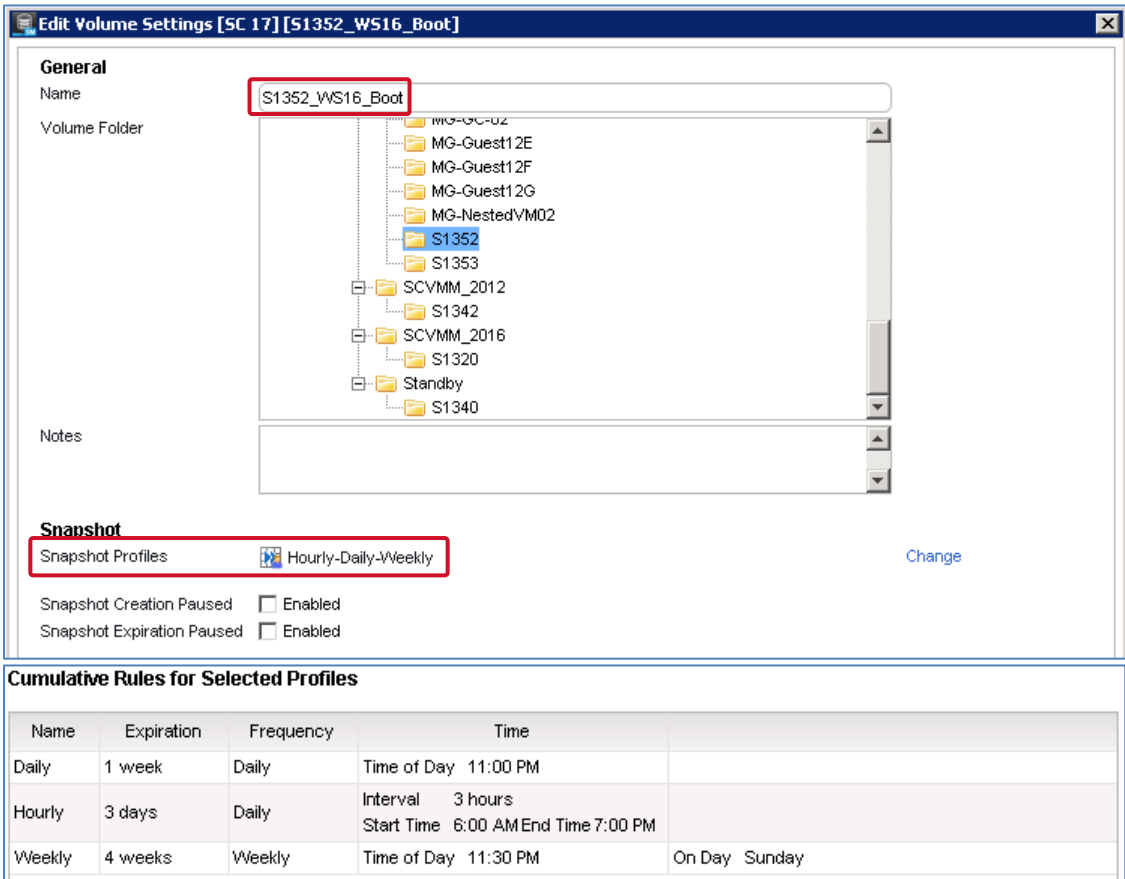 Edit Volume Settings [SC 17] [S1352_WS16_Boot]
General
Name S1352_WS16_Boot
Volume Folder
MG-GC-02
MG-Guest12E
MG-Guest12F
MG-Guest12G
MG-NestedVM02
S1352
S1353
SCVMM_2012
S1342
SCVMM_2016
S1320
Standby
S1340
Notes
Snapshot
Snapshot Profiles Hourly-Daily-Weekly Change
Snapshot Creation Paused Enabled
Snapshot Expiration Paused Enabled
Cumulative Rules for Selected Profiles
Name Expiration Frequency Time
Daily 1 week Daily Time of Day 11:00 PM
Hourly 3 days Daily Interval 3 hours
Start Time 6:00 AM End Time 7:00 PM
Weekly 4 weeks Weekly Time of Day 11:30 PM On Day Sunday